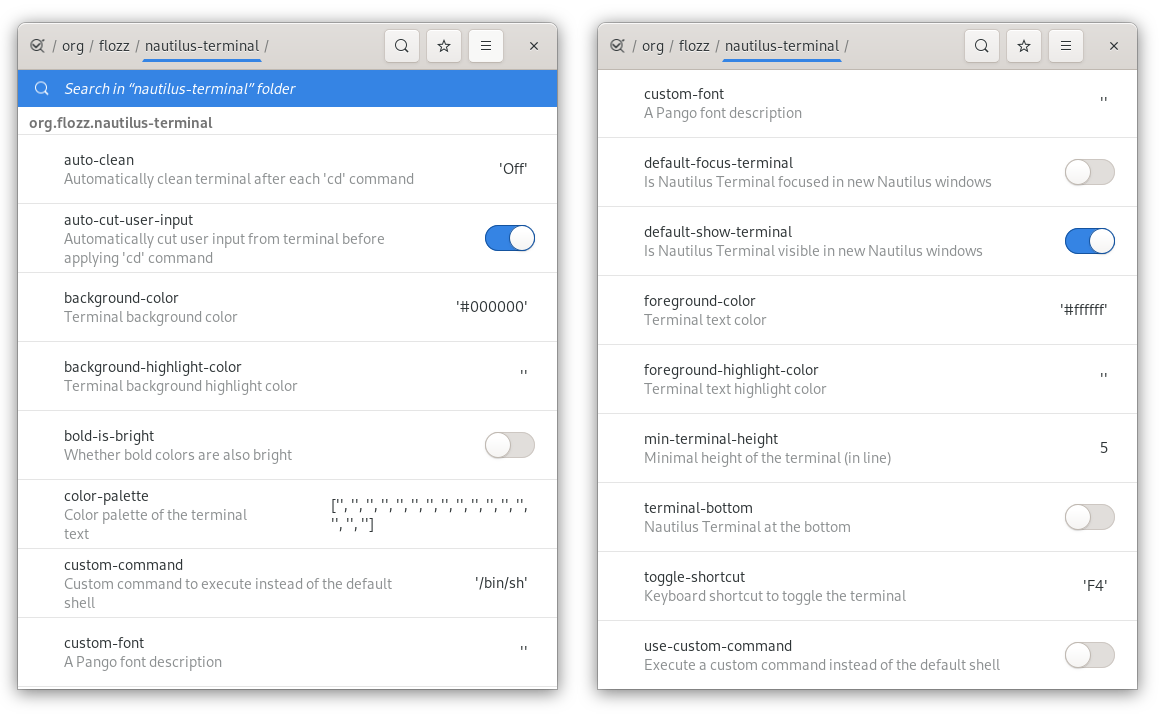 / org / flozz / nautilus-terminal /
Search in “nautilus-terminal” folder
org.flozz.nautilus-terminal
auto-clean
Automatically clean terminal after each 'cd' command
'Off'
auto-cut-user-input
Automatically cut user input from terminal before
applying 'cd' command
background-color
Terminal background color
'#000000'
background-highlight-color
Terminal background highlight color
''
bold-is-bright
Whether bold colors are also bright
color-palette
Color palette of the terminal
text
['', '', '', '', '', '', '', '', '', '', '', '', '',
'', '', '']
custom-command
Custom command to execute instead of the default
shell
'/bin/sh'
custom-font
A Pango font description
''
/ org / flozz / nautilus-terminal /
custom-font
A Pango font description
''
default-focus-terminal
Is Nautilus Terminal focused in new Nautilus windows
default-show-terminal
Is Nautilus Terminal visible in new Nautilus windows
foreground-color
Terminal text color
'#ffffff'
foreground-highlight-color
Terminal text highlight color
''
min-terminal-height
Minimal height of the terminal (in line)
5
terminal-bottom
Nautilus Terminal at the bottom
toggle-shortcut
Keyboard shortcut to toggle the terminal
'F4'
use-custom-command
Execute a custom command instead of the default shell